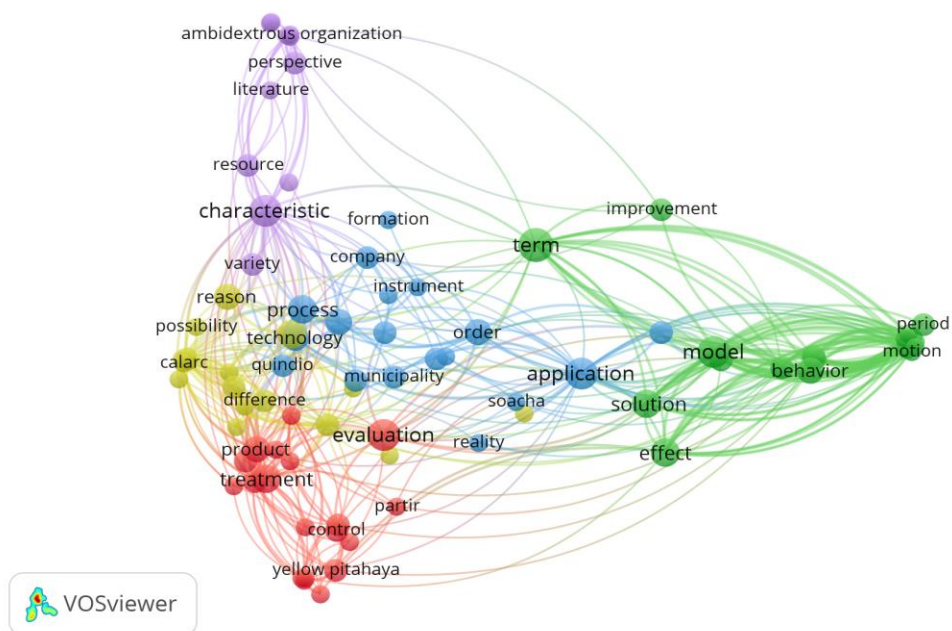 ambidextrous organization
perspective
literature
resource
characteristic
improvement
formation
term
company
variety
instrument
reason
process
possibility
period
order
technology
model
motion
calarc
quindio
behavior
municipality
application
difference
soacha
solution
evaluation
reality
product
effect
treatment
partir
control
yellow pitahaya
VOSviewer